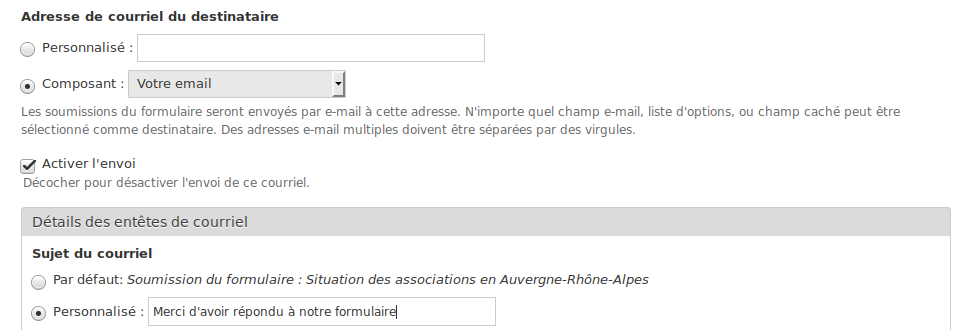 Adresse de courriel du destinataire
Personnalisé :
Composant : Votre email
Les soumissions du formulaire seront envoyés par e-mail à cette adresse. N'importe quel champ e-mail, liste d'options, ou champ caché peut être
sélectionné comme destinataire. Des adresses e-mail multiples doivent être séparées par des virgules.
Activer l'envoi
Décocher pour désactiver l'envoi de ce courriel.
Détails des entêtes de courriel
Sujet du courriel
Par défaut: Soumission du formulaire : Situation des associations en Auvergne-Rhône-Alpes
Personnalisé : Merci d'avoir répondu à notre formulaire